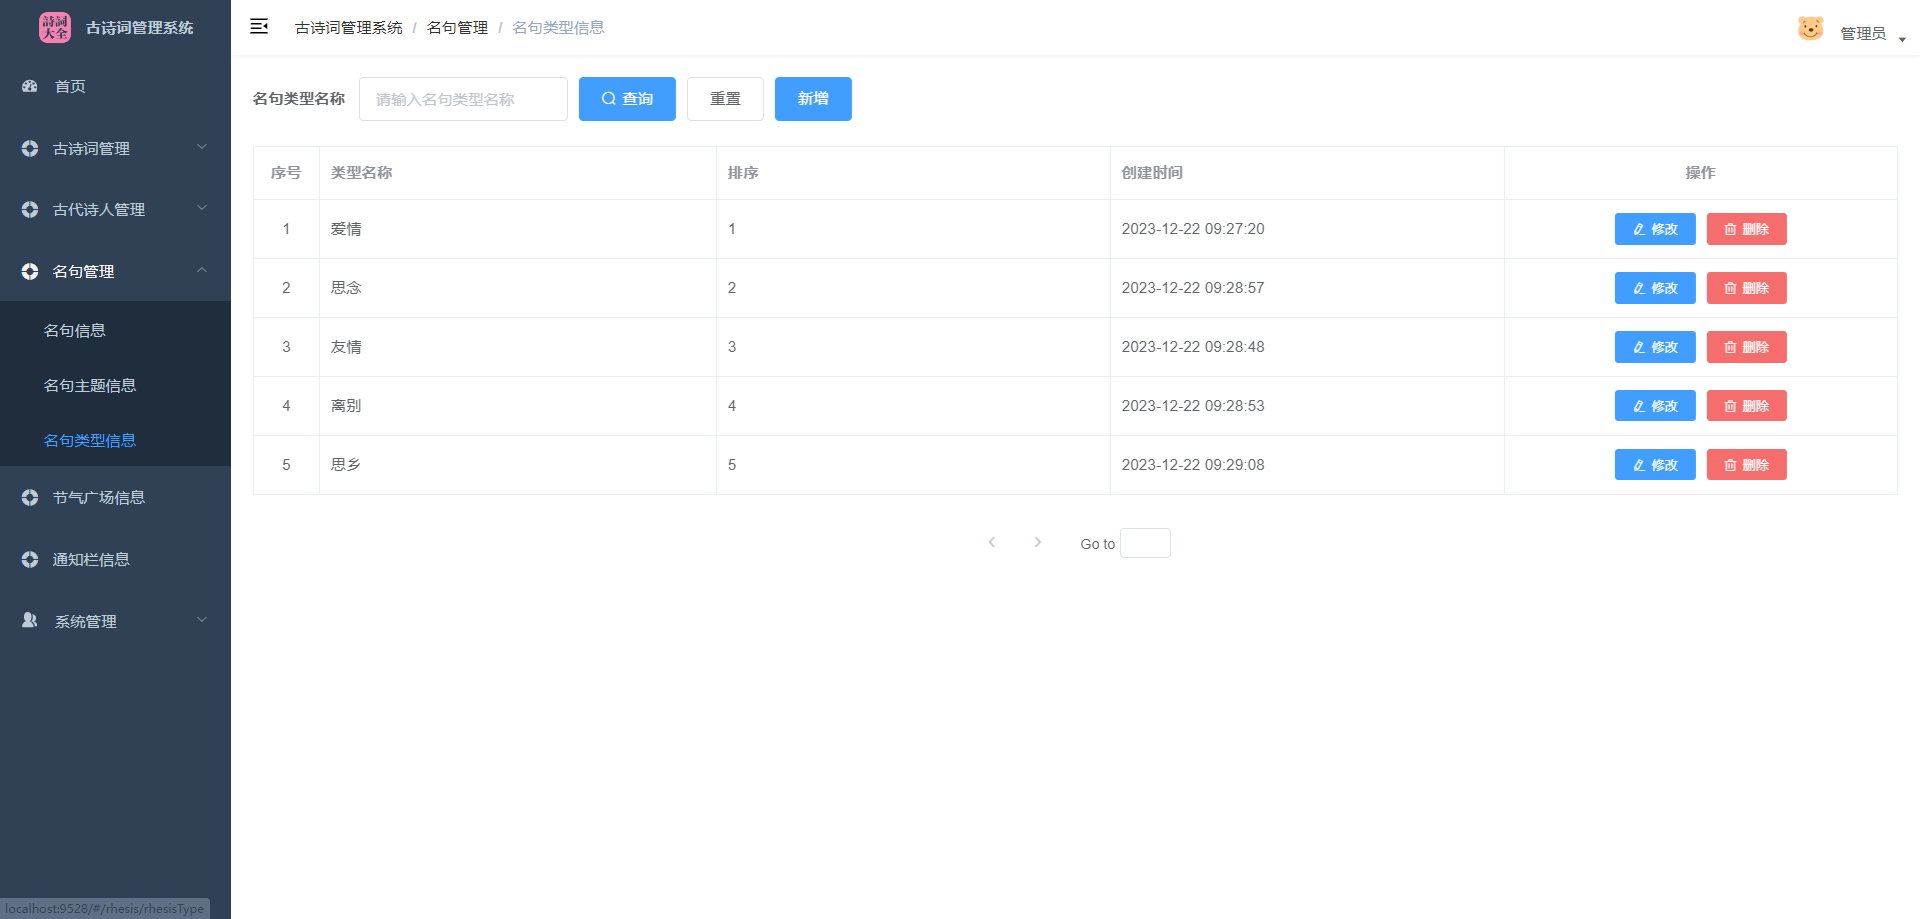 詩詞大全 古诗词管理系统
首页
古诗词管理
古代诗人管理
名句管理
名句信息
名句主题信息
名句类型信息
节气广场信息
通知栏信息
系统管理
localhost:9528/#/rhesis/rhesisType
古诗词管理系统 / 名句管理 / 名句类型信息
管理员
名句类型名称 请输入名句类型名称 查询 重置 新增
序号 类型名称 排序 创建时间 操作
1 爱情 1 2023-12-22 09:27:20 修改 删除
2 思念 2 2023-12-22 09:28:57 修改 删除
3 友情 3 2023-12-22 09:28:48 修改 删除
4 离别 4 2023-12-22 09:28:53 修改 删除
5 思乡 5 2023-12-22 09:29:08 修改 删除
Go to